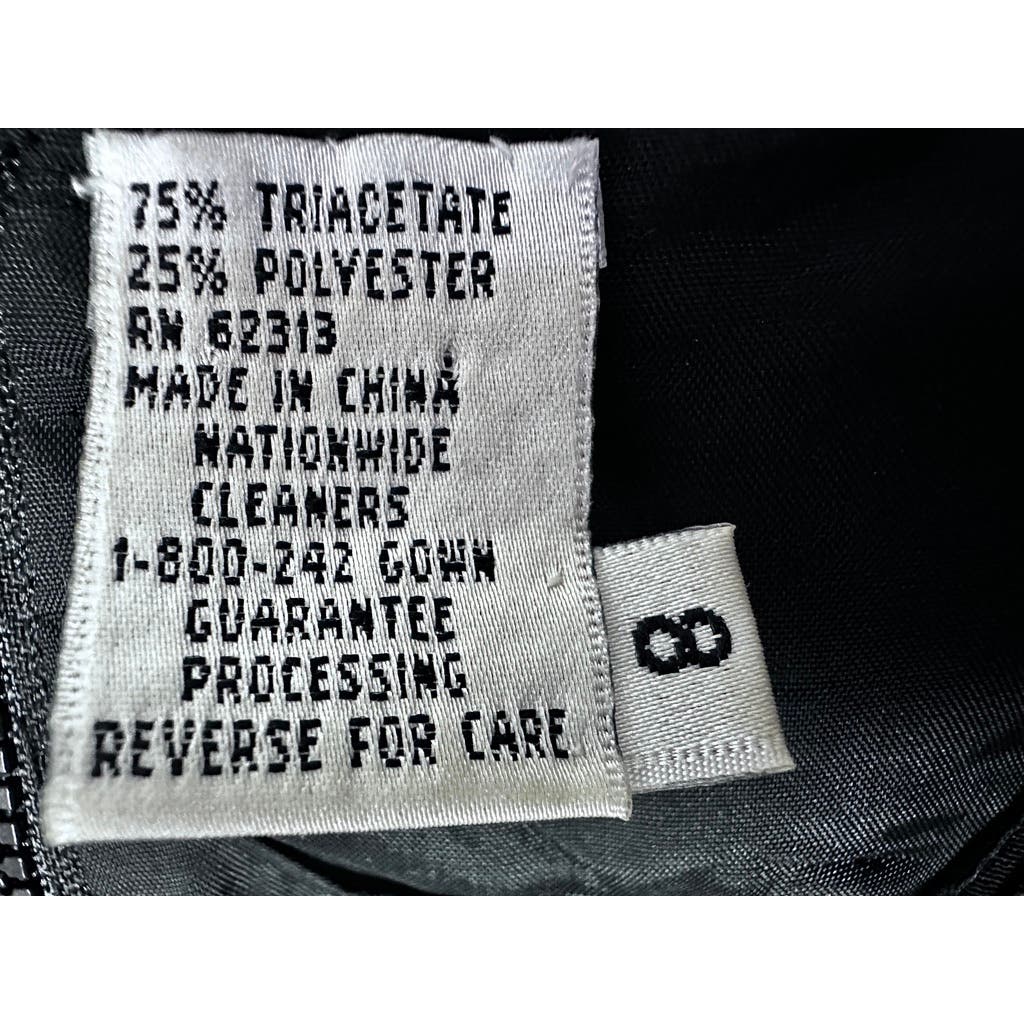 75% TRIACETATE
25% POLYESTER
RN 62313
MADE IN CHINA
NATIONWIDE
CLEANERS
1-800-242 GOWN
GUARANTEE
PROCESSING
REVERSE FOR CARE
8